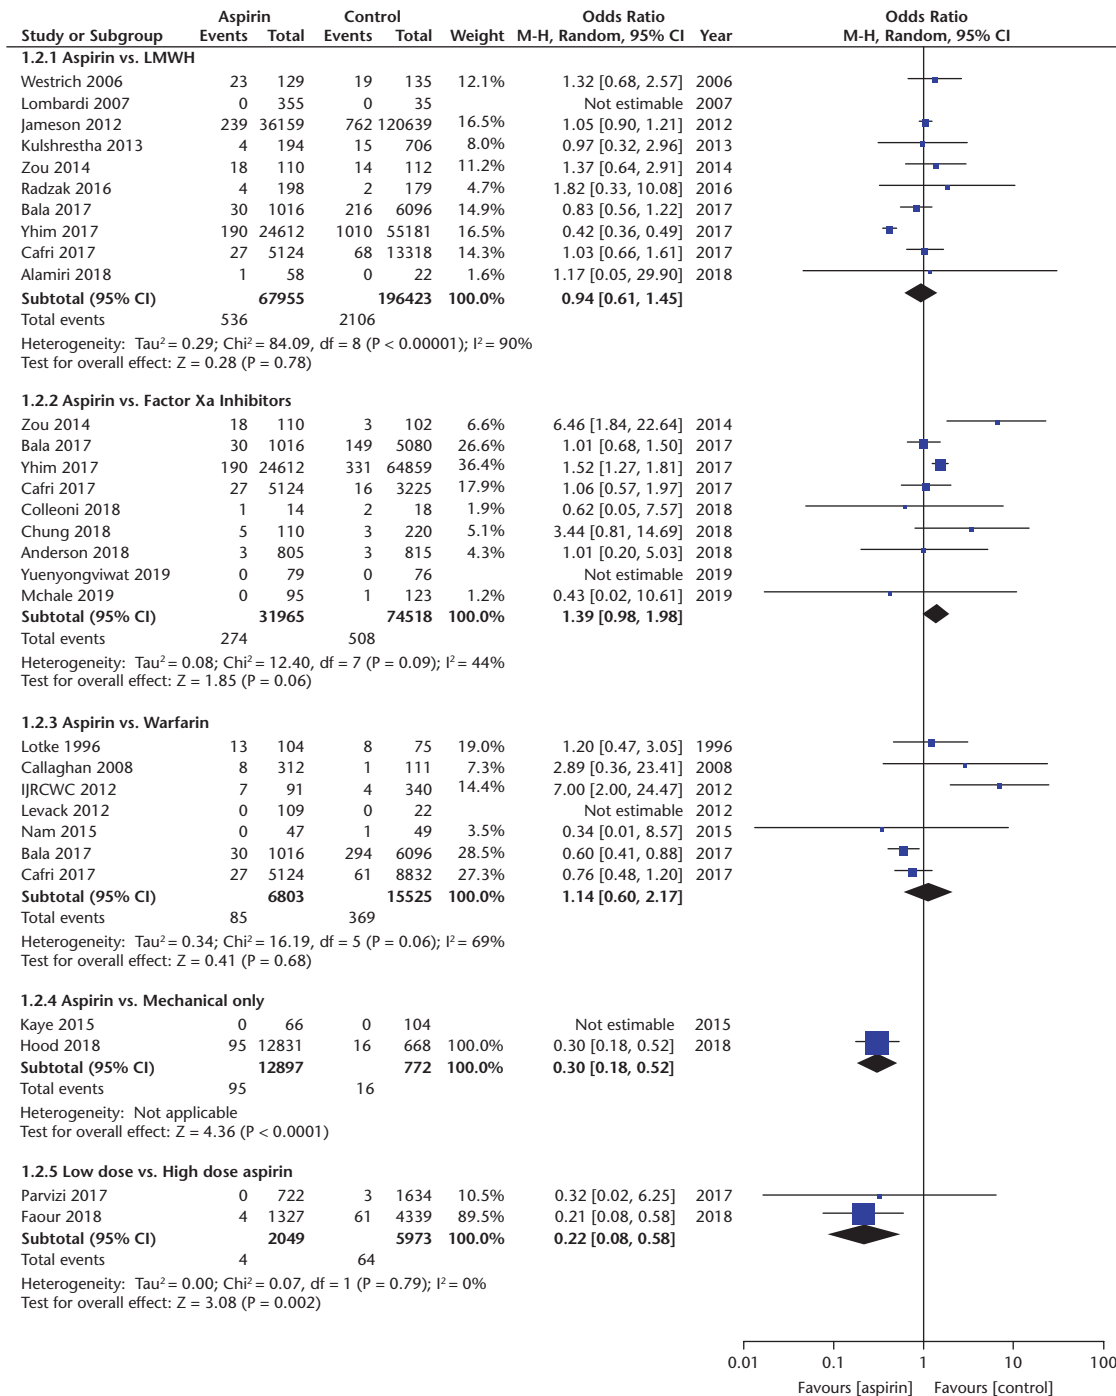 Aspirin Control Odds Ratio Odds Ratio
Study or Subgroup Events Total Events Total Weight M-H, Random, 95% CI Year M-H, Random, 95% CI
1.2.1 Aspirin vs. LMWH
Westrich 2006 23 129 19 135 12.1% 1.32 [0.68, 2.57] 2006
Lombardi 2007 0 355 0 35 Not estimable 2007
Jameson 2012 239 36159 762 120639 16.5% 1.05 [0.90, 1.21] 2012
Kulshrestha 2013 4 194 15 706 8.0% 0.97 [0.32, 2.96] 2013
Zou 2014 18 110 14 112 11.2% 1.37 [0.64, 2.91] 2014
Radzak 2016 4 198 2 179 4.7% 1.82 [0.33, 10.08] 2016
Bala 2017 30 1016 216 6096 14.9% 0.83 [0.56, 1.22] 2017
Yhim 2017 190 24612 1010 55181 16.5% 0.42 [0.36, 0.49] 2017
Cafri 2017 27 5124 68 13318 14.3% 1.03 [0.66, 1.61] 2017
Alamiri 2018 1 58 0 22 1.6% 1.17 [0.05, 29.90] 2018
Subtotal (95% CI) 67955 196423 100.0% 0.94 [0.61, 1.45]
Total events 536 2106
Heterogeneity: Tau² = 0.29; Chi² = 84.09, df = 8 (P < 0.00001); I² = 90%
Test for overall effect: Z = 0.28 (P = 0.78)
1.2.2 Aspirin vs. Factor Xa Inhibitors
Zou 2014 18 110 3 102 6.6% 6.46 [1.84, 22.64] 2014
Bala 2017 30 1016 149 5080 26.6% 1.01 [0.68, 1.50] 2017
Yhim 2017 190 24612 331 64859 36.4% 1.52 [1.27, 1.81] 2017
Cafri 2017 27 5124 16 3225 17.9% 1.06 [0.57, 1.97] 2017
Colleoni 2018 1 14 2 18 1.9% 0.62 [0.05, 7.57] 2018
Chung 2018 5 110 3 220 5.1% 3.44 [0.81, 14.69] 2018
Anderson 2018 3 805 3 815 4.3% 1.01 [0.20, 5.03] 2018
Yuenyongviwat 2019 0 79 0 76 Not estimable 2019
Mchale 2019 0 95 1 123 1.2% 0.43 [0.02, 10.61] 2019
Subtotal (95% CI) 31965 74518 100.0% 1.39 [0.98, 1.98]
Total events 274 508
Heterogeneity: Tau² = 0.08; Chi² = 12.40, df = 7 (P = 0.09); I² = 44%
Test for overall effect: Z = 1.85 (P = 0.06)
1.2.3 Aspirin vs. Warfarin
Lotke 1996 13 104 8 75 19.0% 1.20 [0.47, 3.05] 1996
Callaghan 2008 8 312 1 111 7.3% 2.89 [0.36, 23.41] 2008
IJRCWC 2012 7 91 4 340 14.4% 7.00 [2.00, 24.47] 2012
Levack 2012 0 109 0 22 Not estimable 2012
Nam 2015 0 47 1 49 3.5% 0.34 [0.01, 8.57] 2015
Bala 2017 30 1016 294 6096 28.5% 0.60 [0.41, 0.88] 2017
Cafri 2017 27 5124 61 8832 27.3% 0.76 [0.48, 1.20] 2017
Subtotal (95% CI) 6803 15525 100.0% 1.14 [0.60, 2.17]
Total events 85 369
Heterogeneity: Tau² = 0.34; Chi² = 16.19, df = 5 (P = 0.06); I² = 69%
Test for overall effect: Z = 0.41 (P = 0.68)
1.2.4 Aspirin vs. Mechanical only
Kaye 2015 0 66 0 104 Not estimable 2015
Hood 2018 95 12831 16 668 100.0% 0.30 [0.18, 0.52] 2018
Subtotal (95% CI) 12897 772 100.0% 0.30 [0.18, 0.52]
Total events 95 16
Heterogeneity: Not applicable
Test for overall effect: Z = 4.36 (P < 0.0001)
1.2.5 Low dose vs. High dose aspirin
Parvizi 2017 0 722 3 1634 10.5% 0.32 [0.02, 6.25] 2017
Faour 2018 4 1327 61 4339 89.5% 0.21 [0.08, 0.58] 2018
Subtotal (95% CI) 2049 5973 100.0% 0.22 [0.08, 0.58]
Total events 4 64
Heterogeneity: Tau² = 0.00; Chi² = 0.07, df = 1 (P = 0.79); I² = 0%
Test for overall effect: Z = 3.08 (P = 0.002)
0.01 0.1 1 10 100
Favours [aspirin] Favours [control]